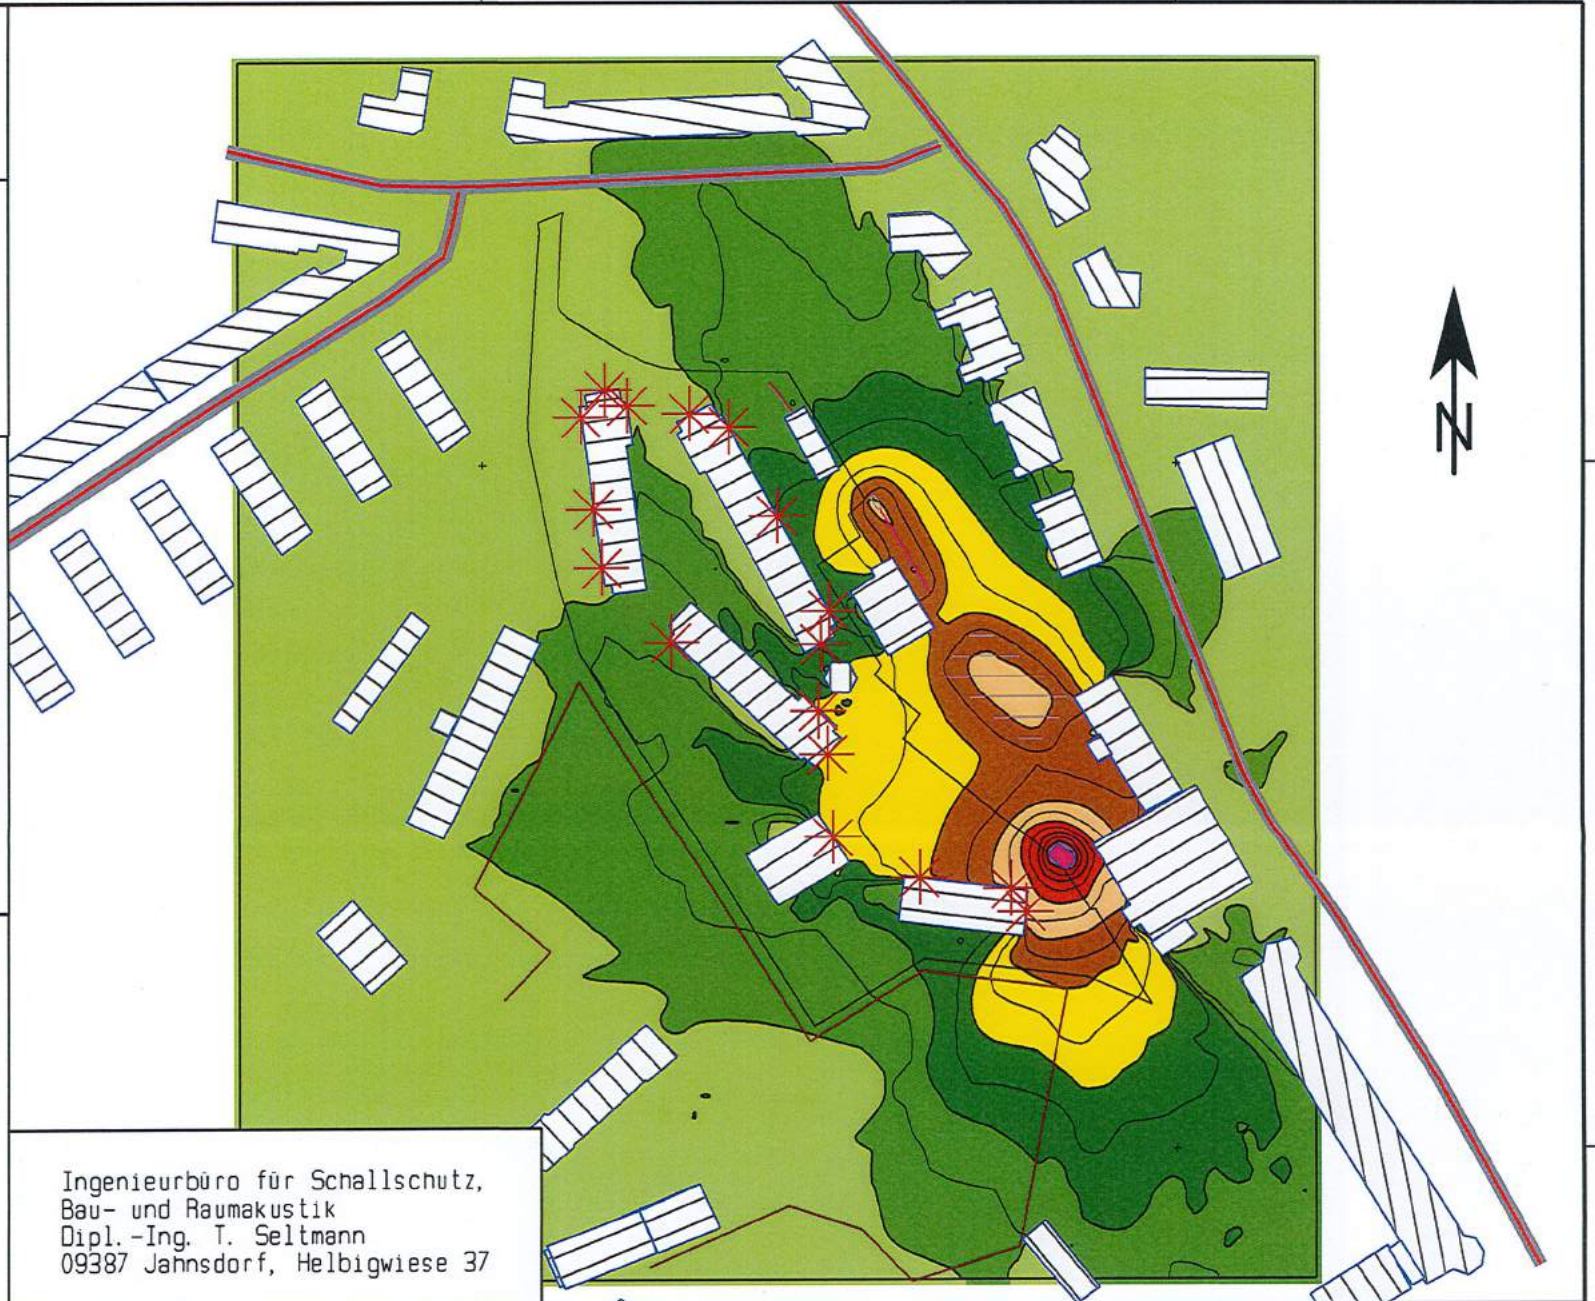 N
Ingenieurbüro für Schallschutz,
Bau- und Raumakustik
Dipl.-Ing. T. Seltmann
09387 Jahnsdorf, Helbigwiese 37